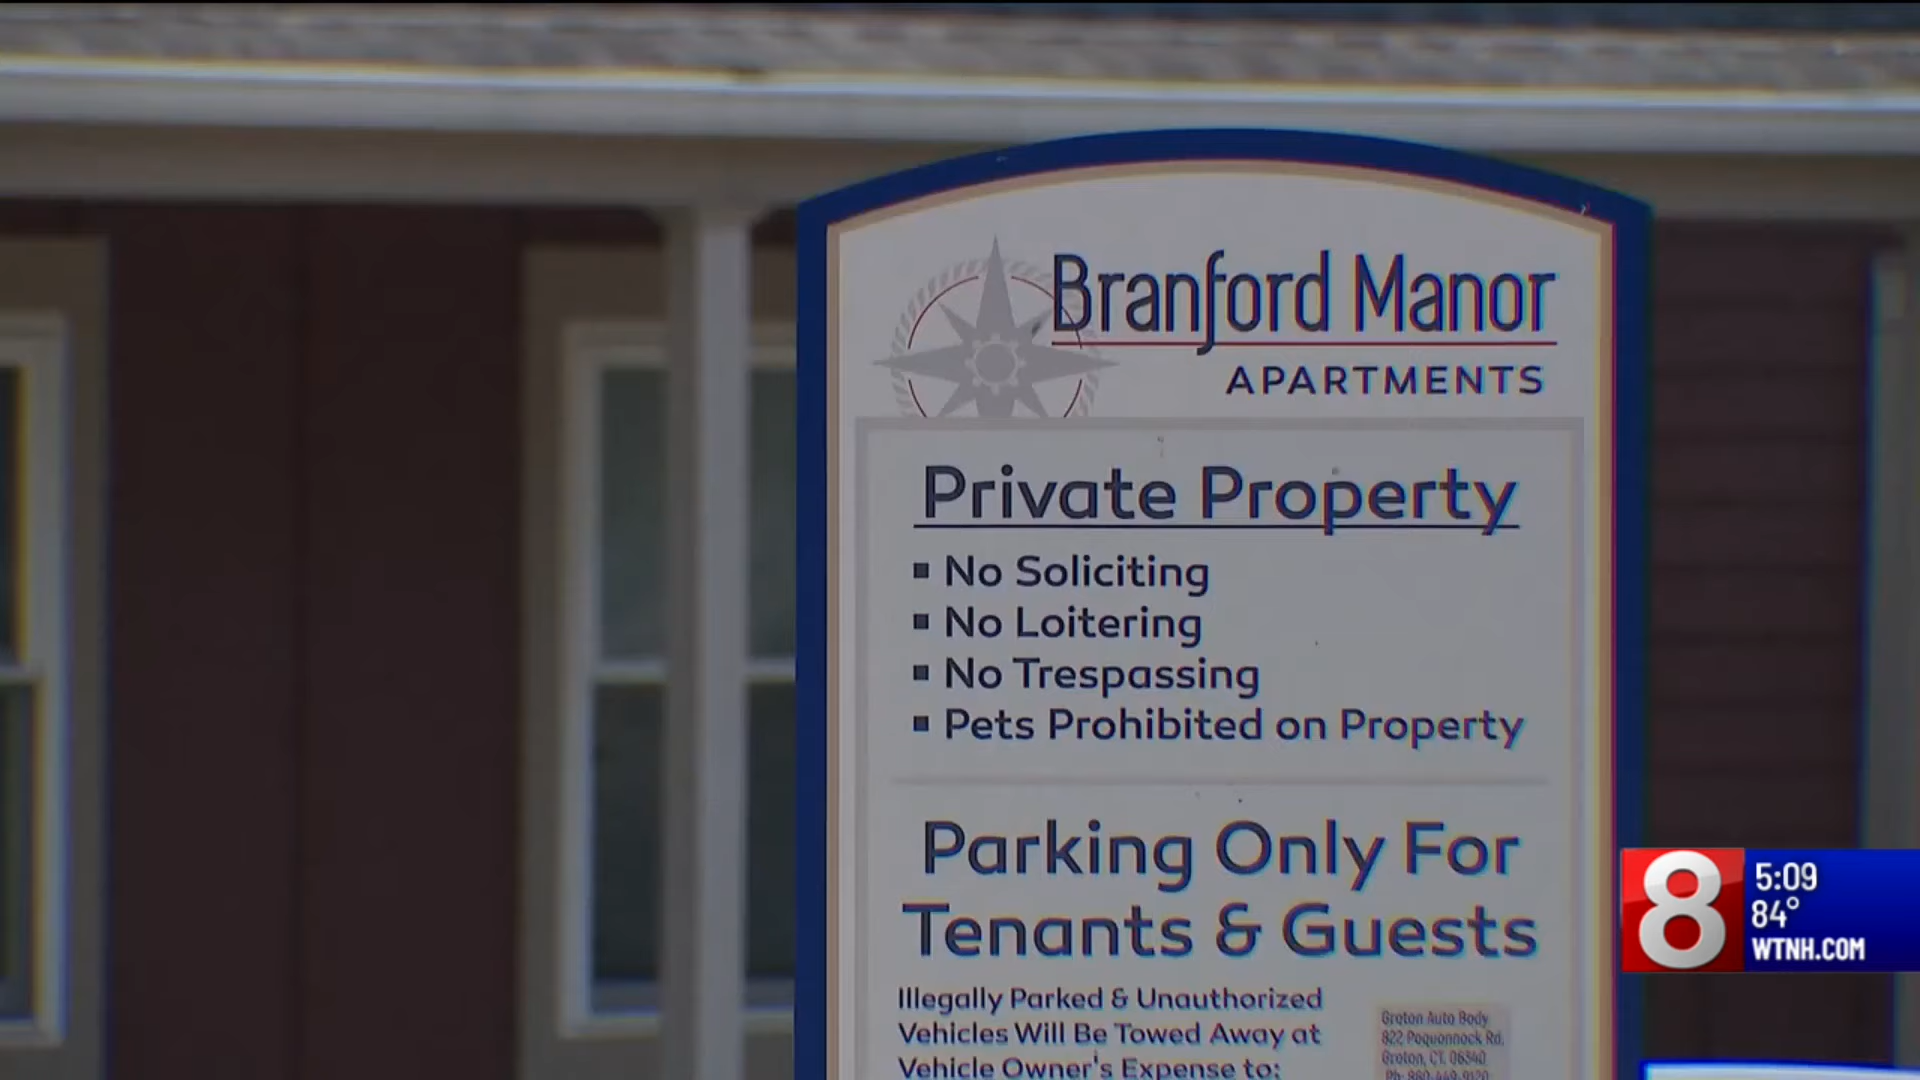 Branford Manor
APARTMENTS
Private Property
▪ No Soliciting
▪ No Loitering
▪ No Trespassing
▪ Pets Prohibited on Property
Parking Only For
Tenants & Guests
Illegally Parked & Unauthorized
Vehicles Will Be Towed Away at
Vehicle Owner's Expense to:
Groton Auto Body
822 Poquonnock Rd.
Groton, CT. 06340
8
5:09
84°
WTNH.COM